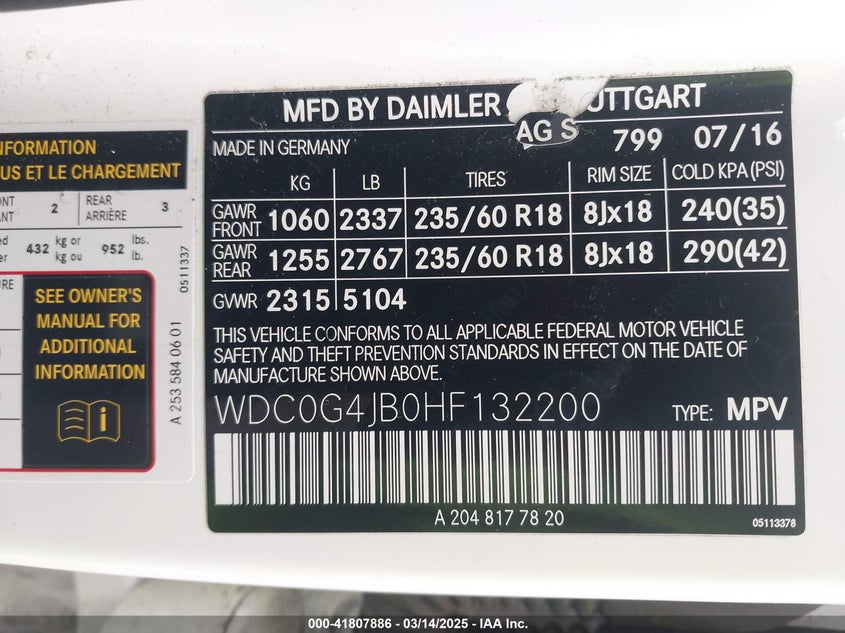 NFORMATION
US ET LE CHARGEMENT
2
REAR
ARRIÈRE
3
432 kg or
kg ou
952 lbs.
lb.
0511337
SEE OWNER'S
MANUAL FOR
ADDITIONAL
INFORMATION
A 253 584 06 01
MFD BY DAIMLER AG S UTTGART
MADE IN GERMANY 799 07/16
KG LB TIRES RIM SIZE COLD KPA (PSI)
GAWR FRONT 1060 2337 235/60 R18 8Jx18 240(35)
GAWR REAR 1255 2767 235/60 R18 8Jx18 290(42)
GVWR 2315 5104
THIS VEHICLE CONFORMS TO ALL APPLICABLE FEDERAL MOTOR VEHICLE
SAFETY AND THEFT PREVENTION STANDARDS IN EFFECT ON THE DATE OF
MANUFACTURE SHOWN ABOVE.
WDC0G4JB0HF132200 TYPE: MPV
A 204 817 78 20
05113378
000-41807886 / 03/14/2025 / IAA Inc.